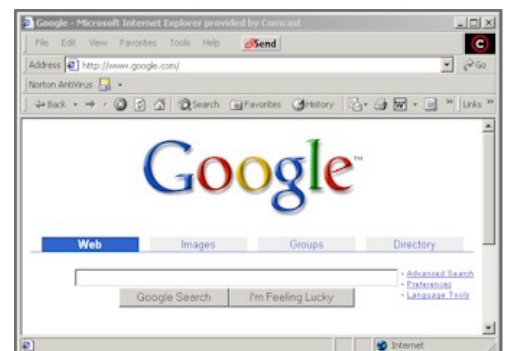 Google - Microsoft Internet Explorer provided by Comcast
File Edit View Favorites Tools Help Send
Address http://www.google.com/ Go
Norton AntiVirus
Back Search Favorites History Links
Google™
Web Images Groups Directory
Advanced Search
Preferences
Language Tools
Google Search I'm Feeling Lucky
Internet